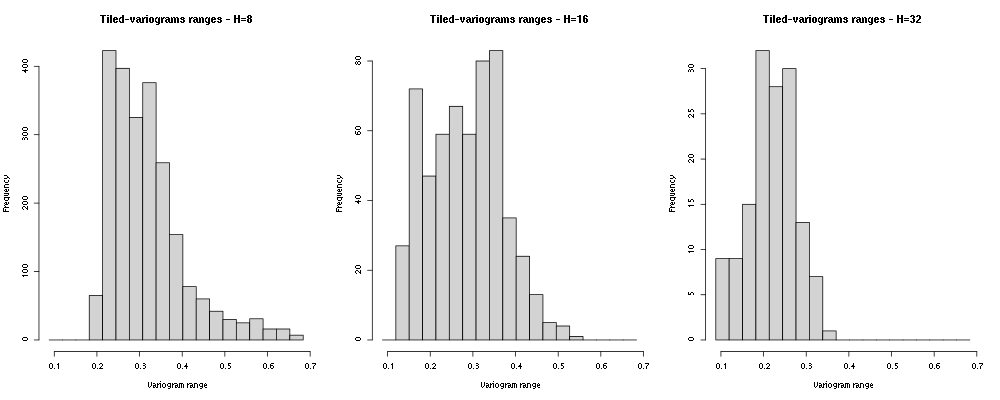 Tiled-variograms ranges - H=8
Frequency
400
300
200
100
0
0.1 0.2 0.3 0.4 0.5 0.6 0.7
Variogram range
Tiled-variograms ranges - H=16
Frequency
80
60
40
20
0
0.1 0.2 0.3 0.4 0.5 0.6 0.7
Variogram range
Tiled-variograms ranges - H=32
Frequency
30
25
20
15
10
5
0
0.1 0.2 0.3 0.4 0.5 0.6 0.7
Variogram range